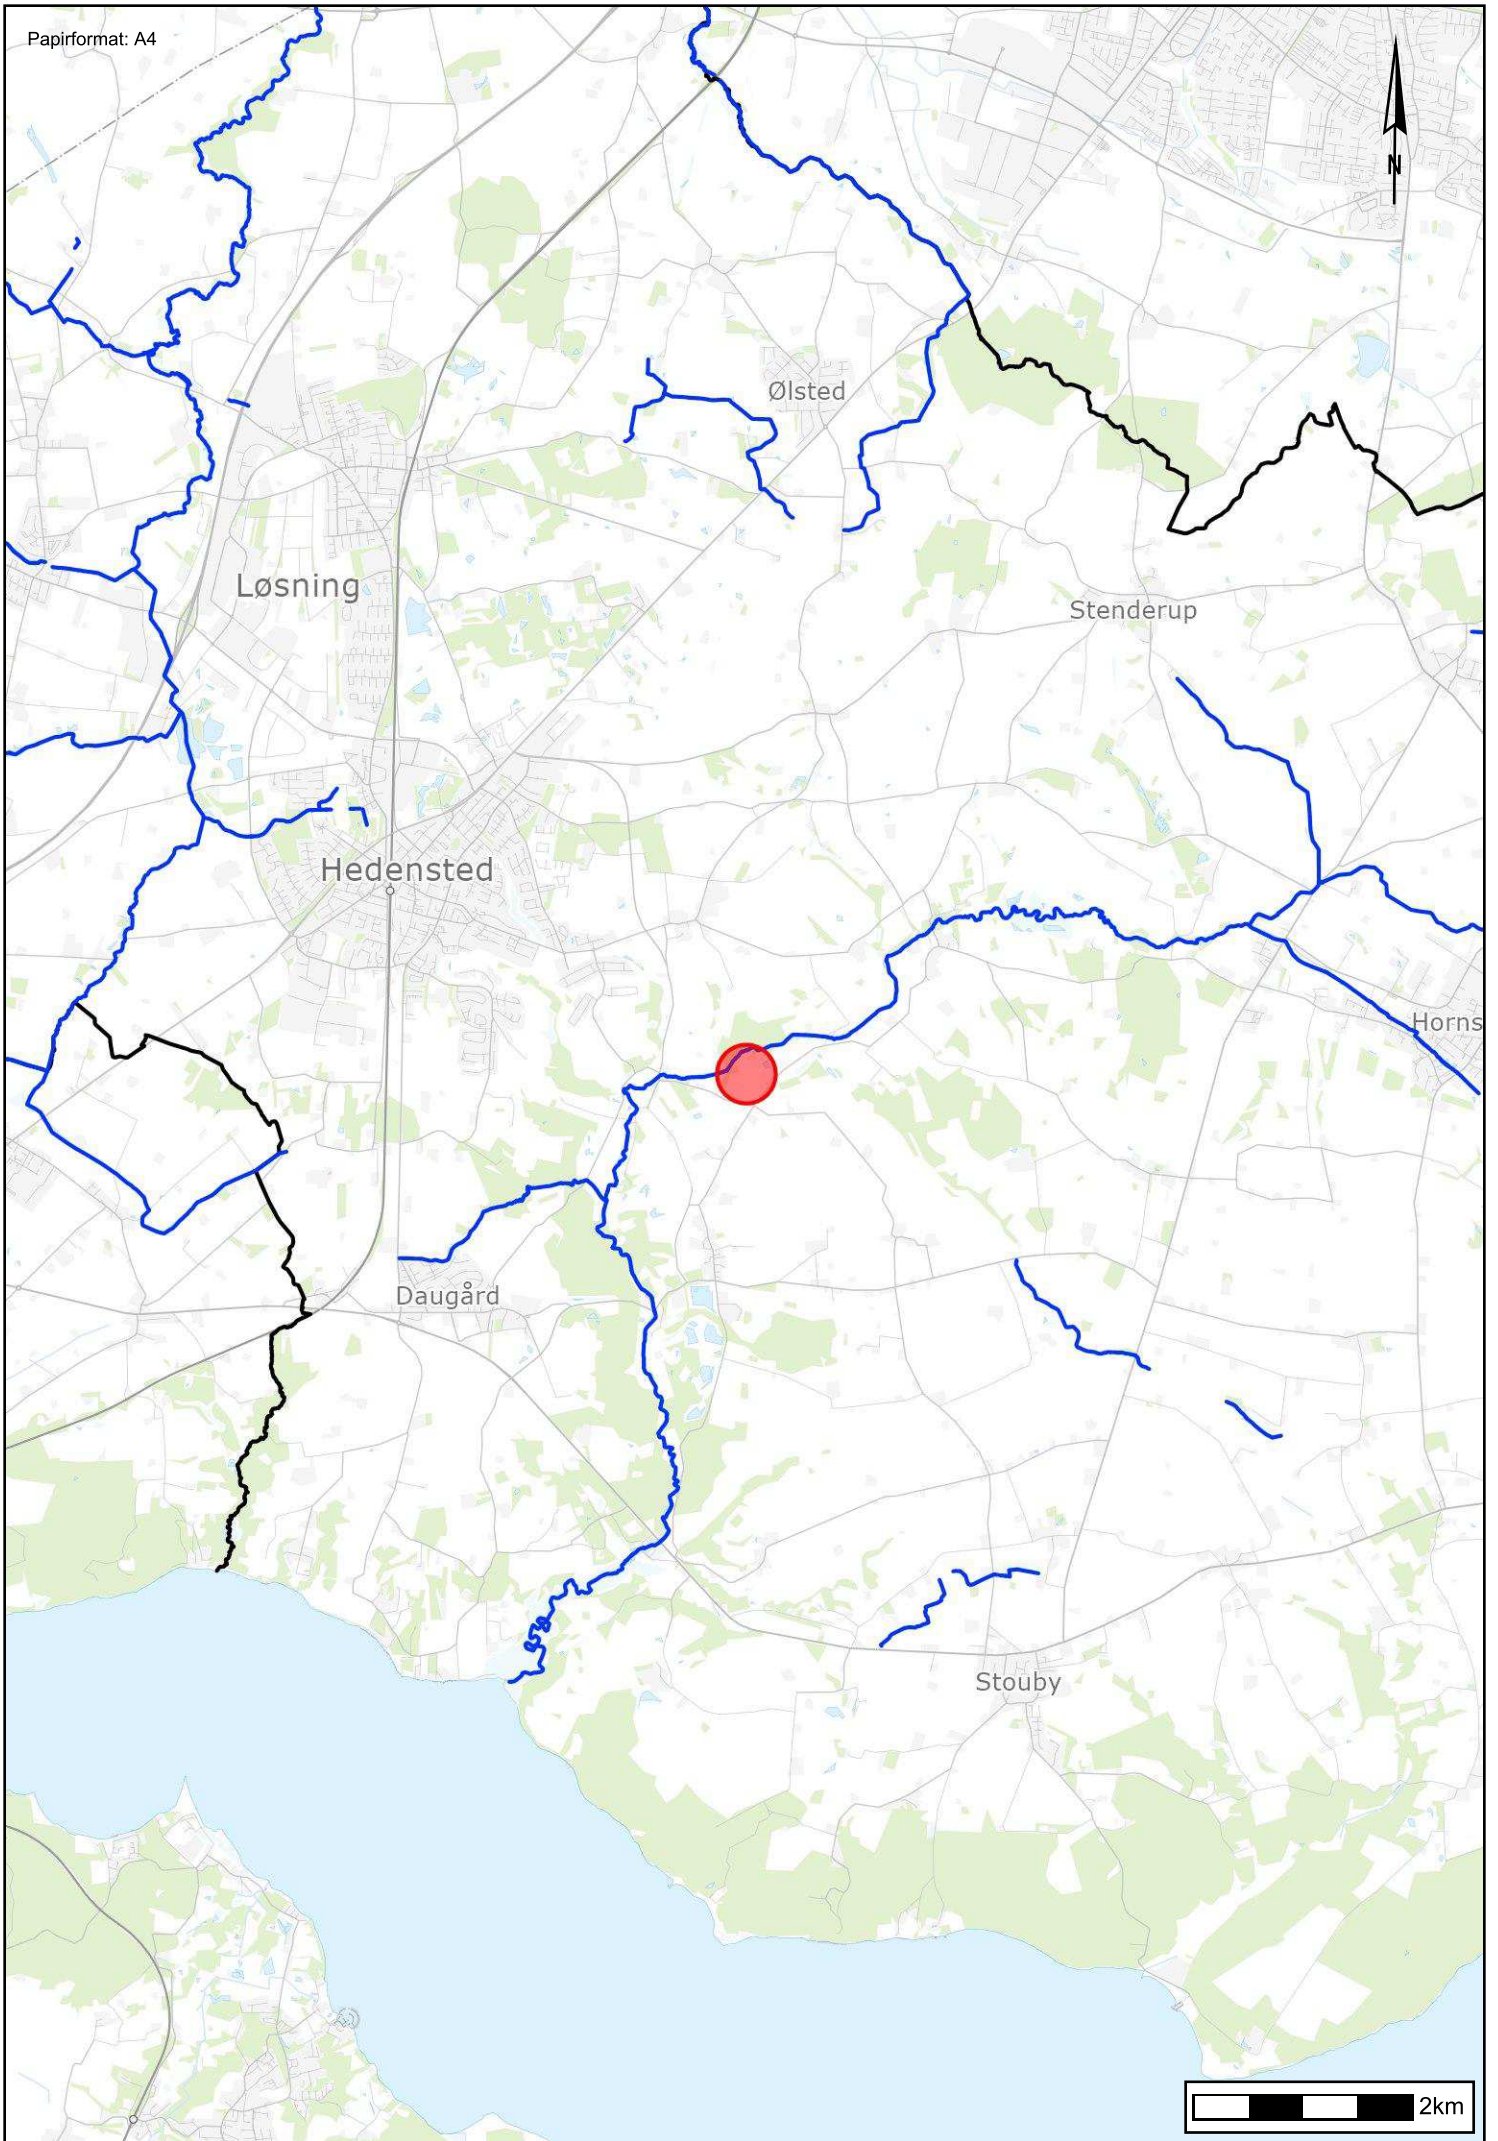 Papirformat: A4
N
Ølsted
Løsning
Stenderup
Hedensted
Horns
Daugård
Stouby
2km